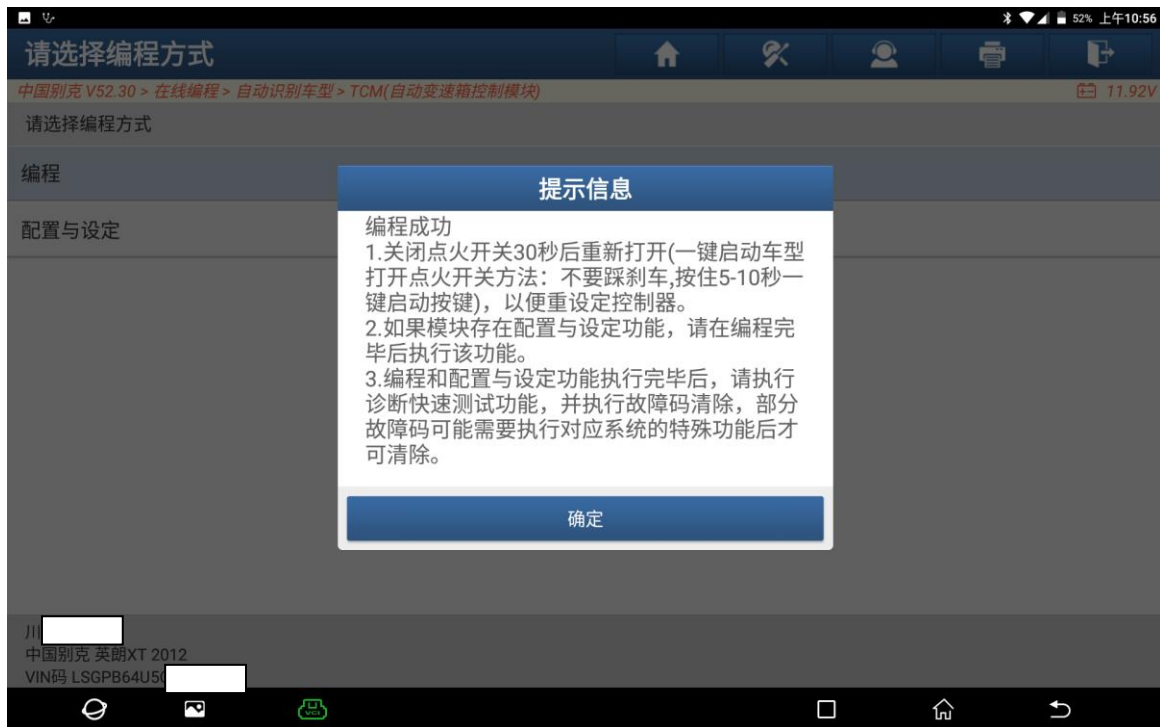 52% 上午10:56
请选择编程方式
中国别克 V52.30 > 在线编程 > 自动识别车型 > TCM(自动变速箱控制模块)
11.92V
请选择编程方式
编程
配置与设定
提示信息
编程成功
1.关闭点火开关30秒后重新打开(一键启动车型
打开点火开关方法：不要踩刹车,按住5-10秒一
键启动按键)，以便重设定控制器。
2.如果模块存在配置与设定功能，请在编程完
毕后执行该功能。
3.编程和配置与设定功能执行完毕后，请执行
诊断快速测试功能，并执行故障码清除，部分
故障码可能需要执行对应系统的特殊功能后才
可清除。
确定
川
中国别克 英朗XT 2012
VIN码 LSGPB64U5
VCI